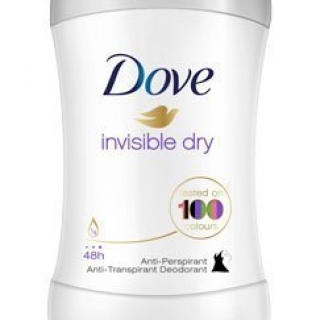 Dove
invisible dry
tested on
100
colours
48h
Anti-Perspirant
Anti-Transpirant Deodorant